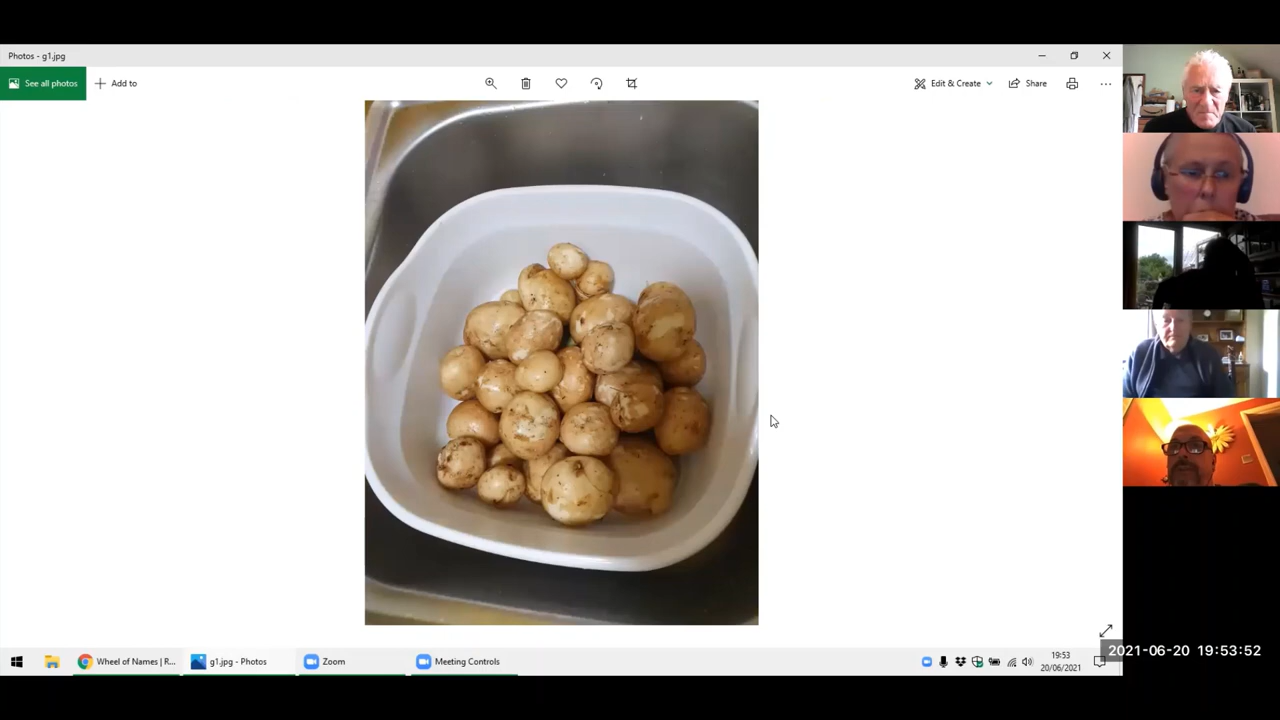 Photos - g1.jpg
See all photos
Add to
Edit & Create
Share
Wheel of Names | R...
g1.jpg - Photos
Zoom
Meeting Controls
19:53
20/06/2021
2021-06-20 19:53:52